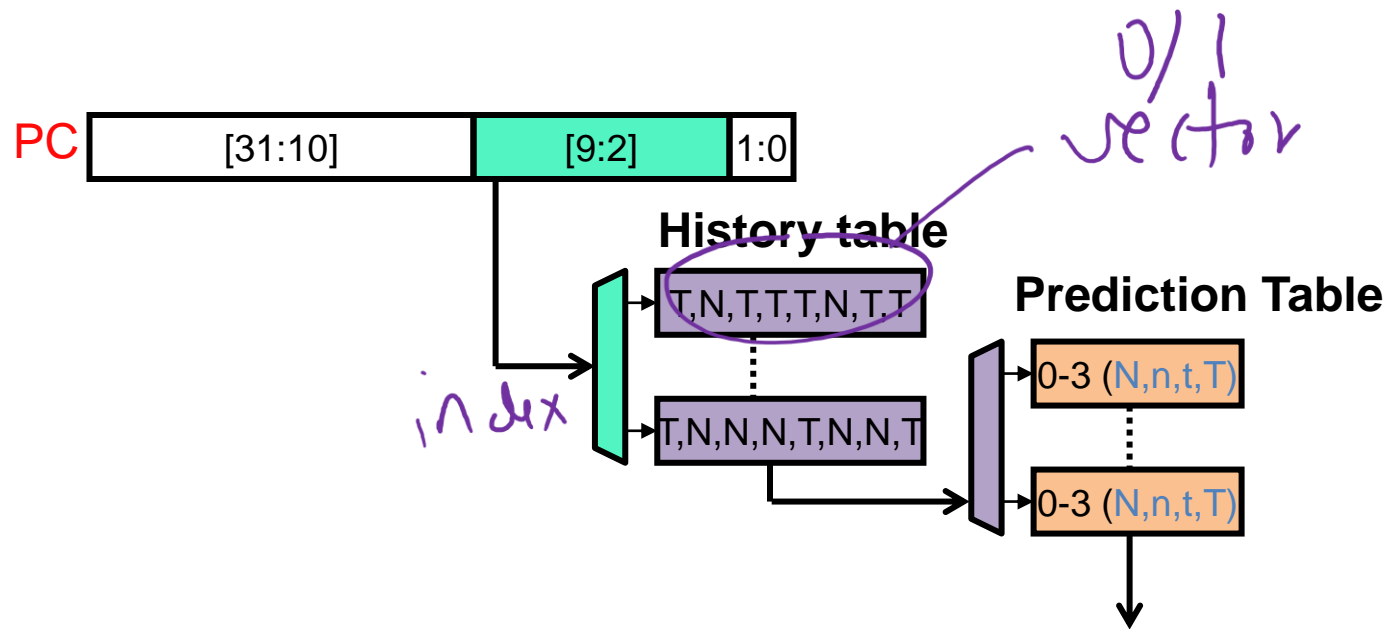 0/1
vector
PC [31:10] [9:2] 1:0
History table
T,N,T,T,T,N,T,T
Prediction Table
0-3 (N,n,t,T)
index
T,N,N,N,T,N,N,T
0-3 (N,n,t,T)